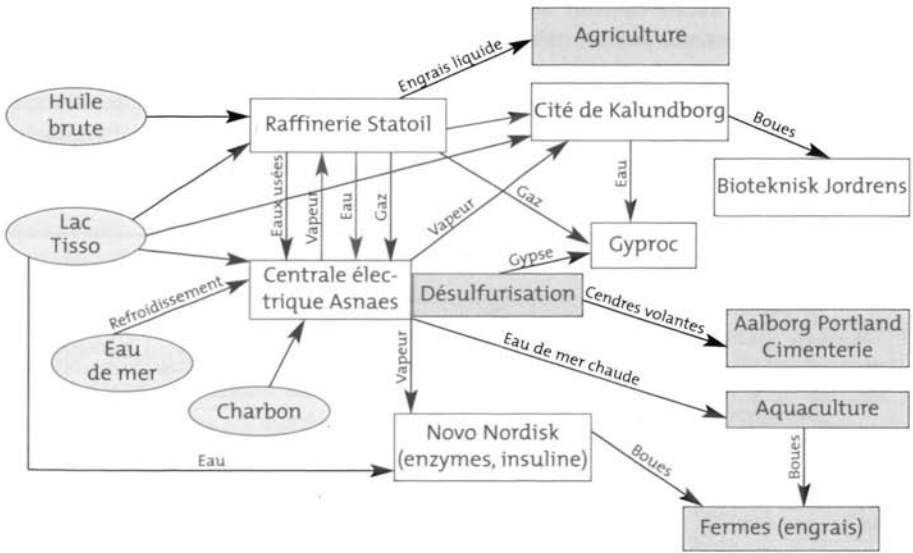 Agriculture
Engrais liquide
Huile
brute
Raffinerie Statoil
Cité de Kalundborg
Boues
Bioteknisk Jordrens
Eaux usées
Vapeur
Eau
Gaz
Vapeur
Gaz
Eau
Lac
Tisso
Gyproc
Gypse
Centrale élec-
trique Asnaes
Désulfurisation
Refroidissement
Cendres volantes
Aalborg Portland
Cimenterie
Eau
de mer
Eau de mer chaude
Vapeur
Charbon
Aquaculture
Novo Nordisk
(enzymes, insuline)
Eau
Boues
Boues
Fermes (engrais)